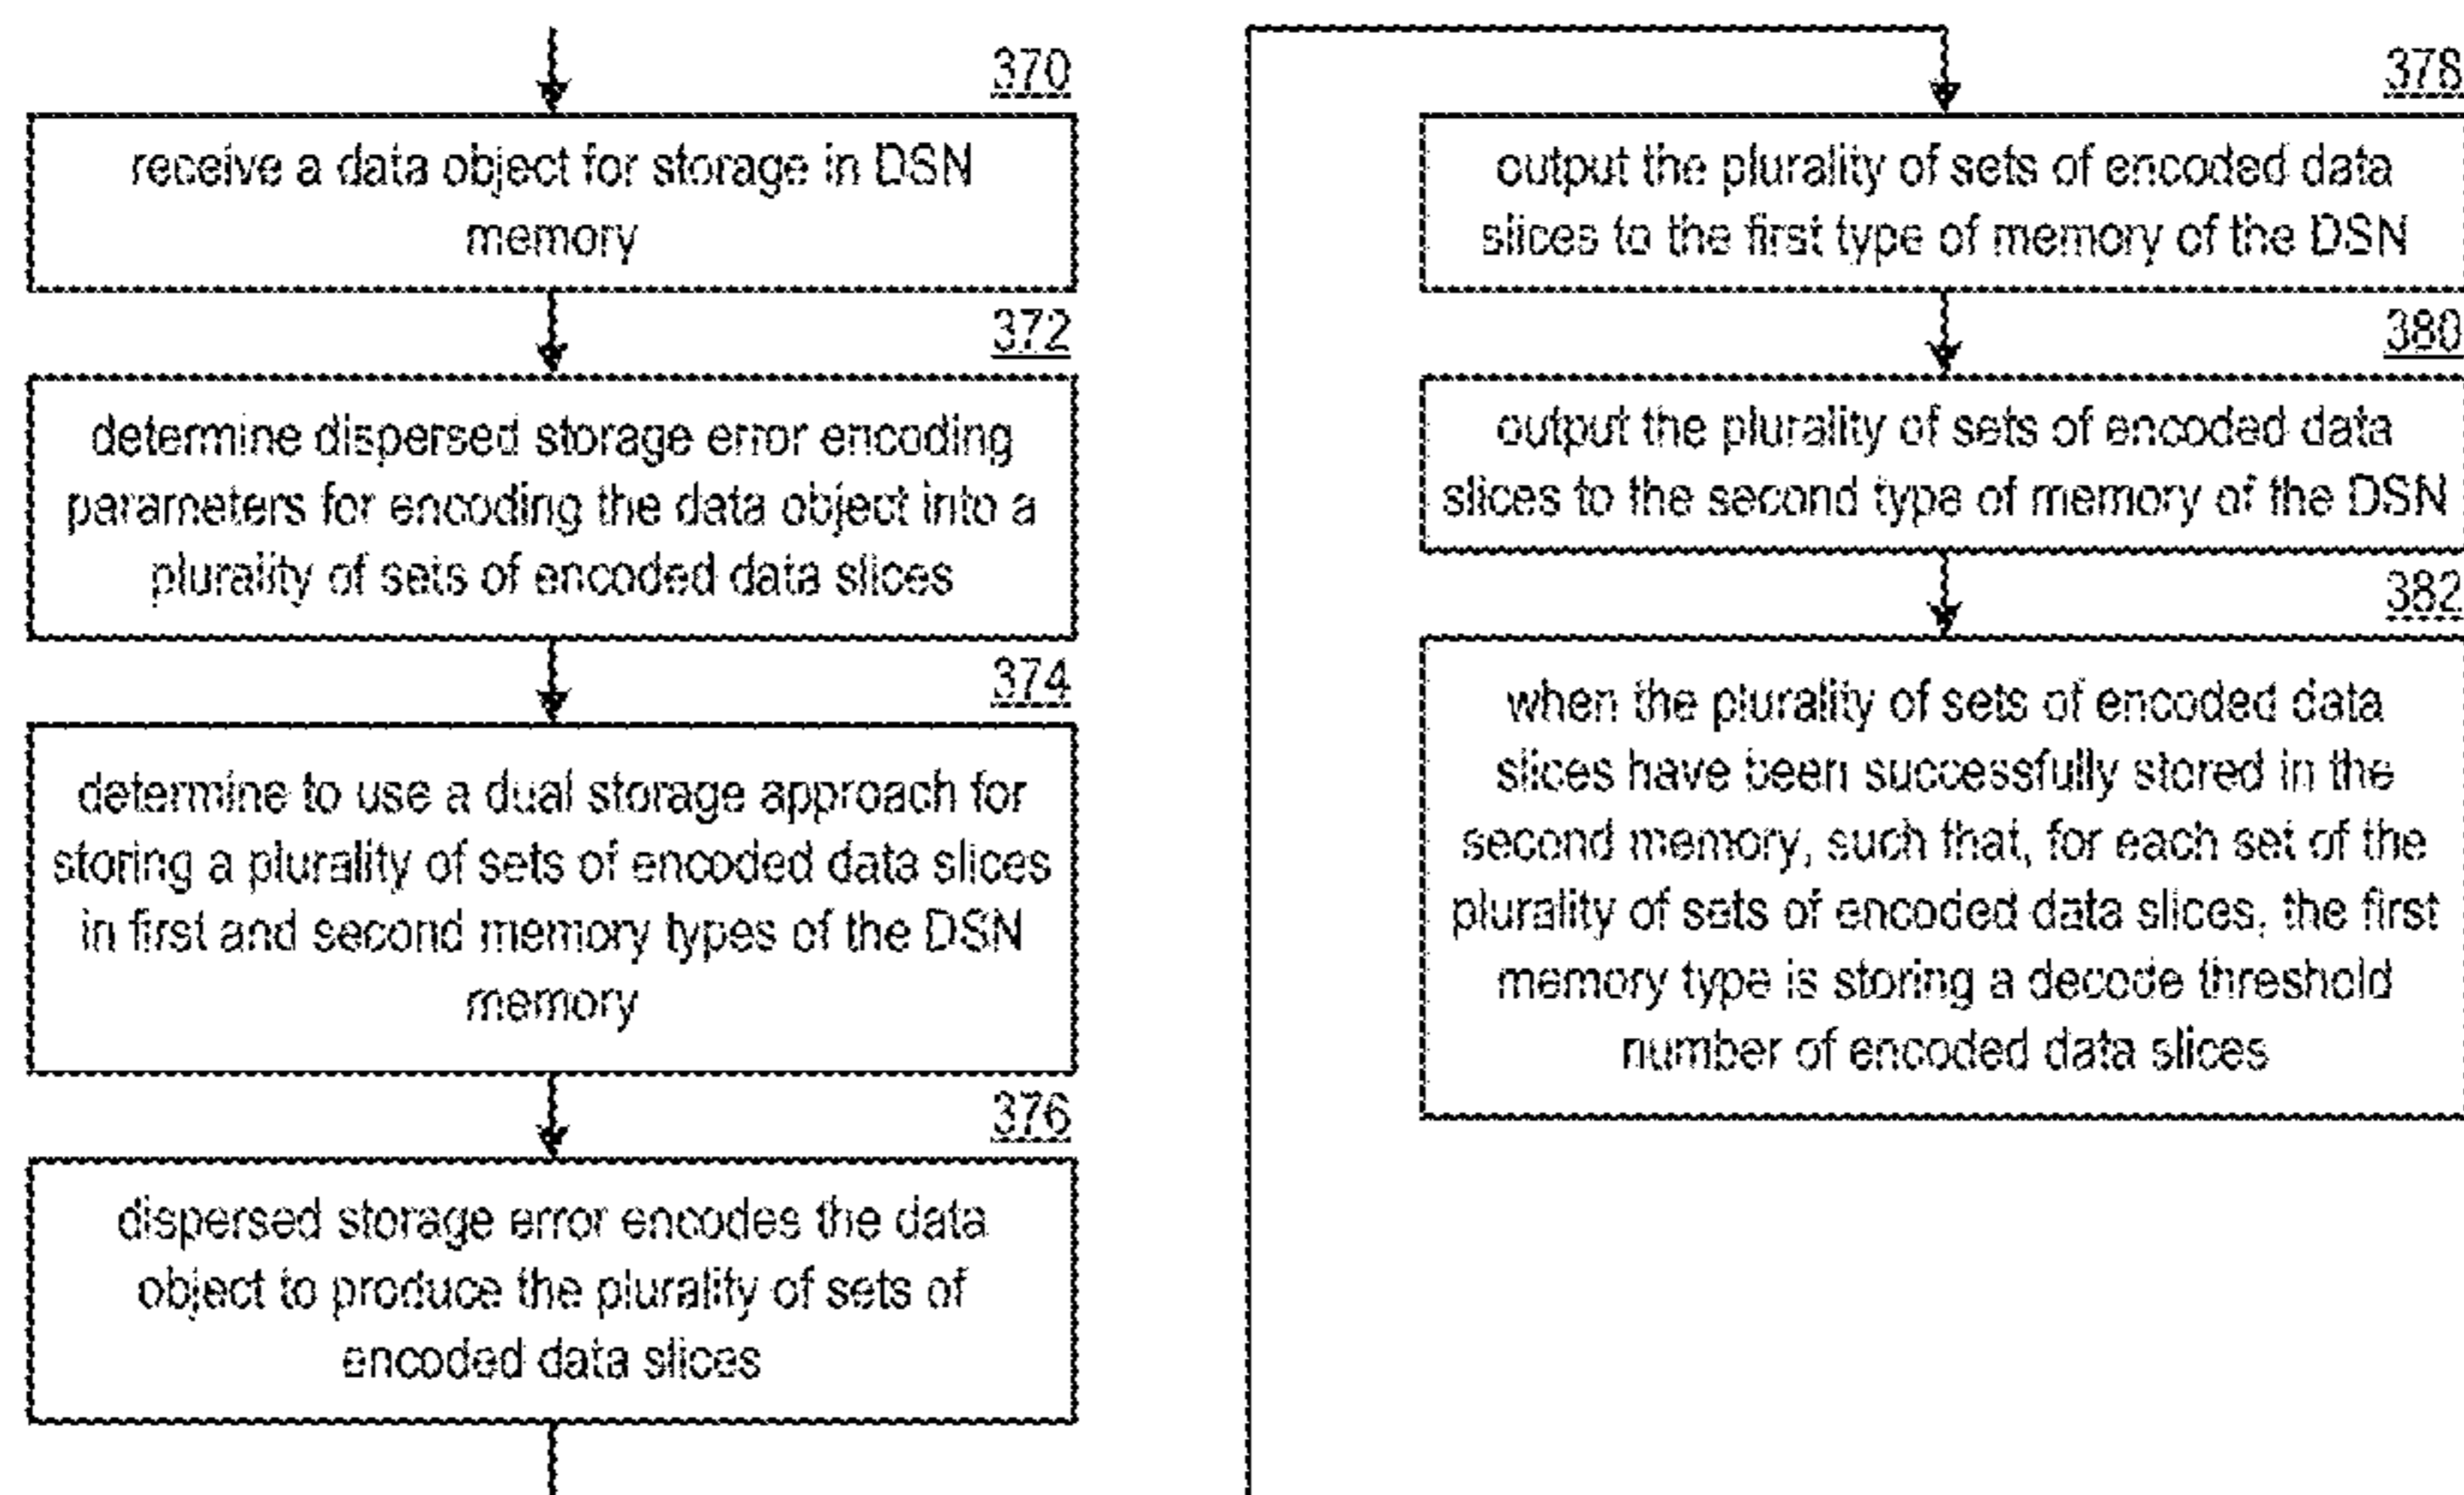 370
receive a data object for storage in DSN
memory
372
determine dispersed storage error encoding
parameters for encoding the data object into a
plurality of sets of encoded data slices
374
determine to use a dual storage approach for
storing a plurality of sets of encoded data slices
in first and second memory types of the DSN
memory
376
dispersed storage error encodes the data
object to produce the plurality of sets of
encoded data slices
378
output the plurality of sets of encoded data
slices to the first type of memory of the DSN
380
output the plurality of sets of encoded data
slices to the second type of memory of the DSN
382
when the plurality of sets of encoded data
slices have been successfully stored in the
second memory, such that, for each set of the
plurality of sets of encoded data slices, the first
memory type is storing a decode threshold
number of encoded data slices